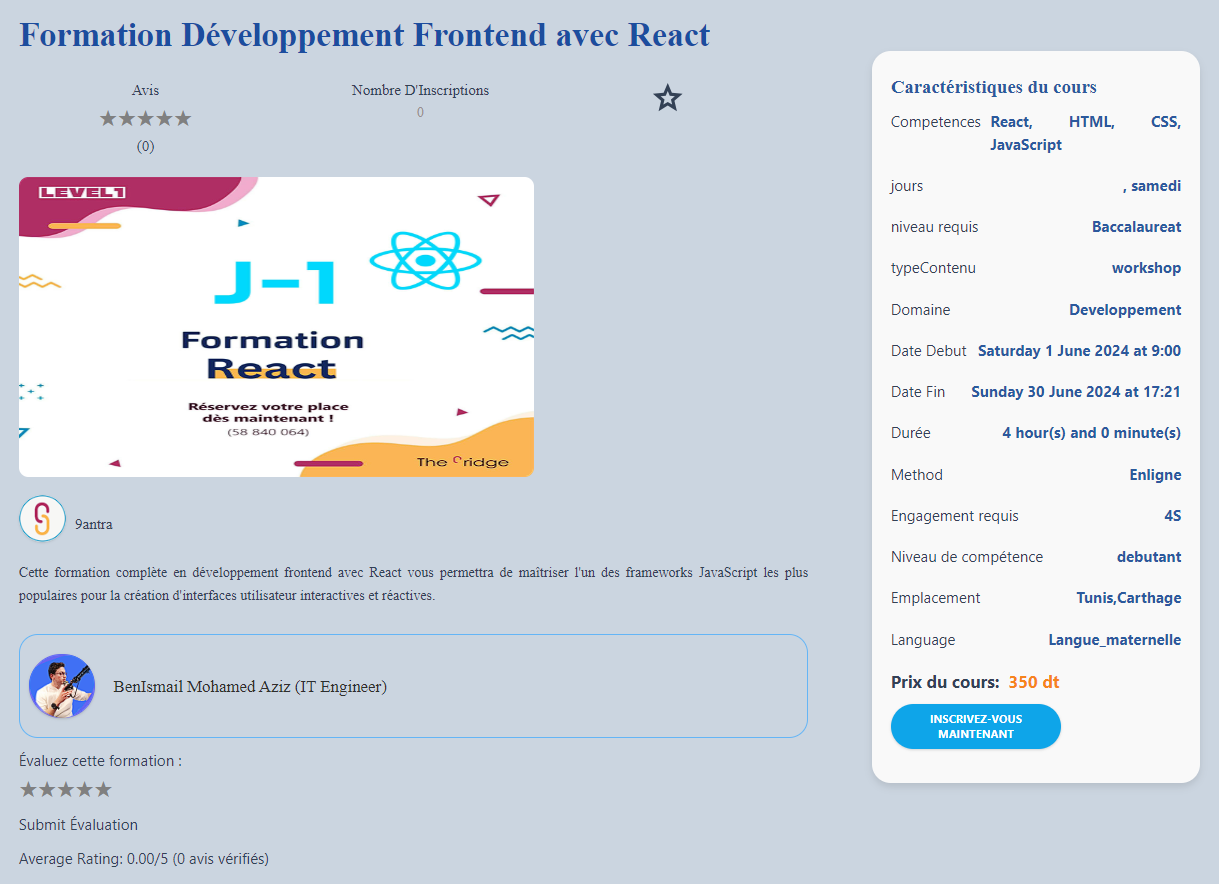 Formation Développement Frontend avec React
Avis
Nombre D'Inscriptions
0
(0)
LEVEL1
J-1
Formation
React
Réservez votre place
dès maintenant !
(58 840 064)
The Bridge
9antra
Cette formation complète en développement frontend avec React vous permettra de maîtriser l'un des frameworks JavaScript les plus
populaires pour la création d'interfaces utilisateur interactives et réactives.
BenIsmail Mohamed Aziz (IT Engineer)
Évaluez cette formation :
Submit Évaluation
Average Rating: 0.00/5 (0 avis vérifiés)
Caractéristiques du cours
Competences React, HTML, CSS,
JavaScript
jours , samedi
niveau requis Baccalaureat
typeContenu workshop
Domaine Developpement
Date Debut Saturday 1 June 2024 at 9:00
Date Fin Sunday 30 June 2024 at 17:21
Durée 4 hour(s) and 0 minute(s)
Method Enligne
Engagement requis 4S
Niveau de compétence debutant
Emplacement Tunis,Carthage
Language Langue_maternelle
Prix du cours: 350 dt
INSCRIVEZ-VOUS
MAINTENANT